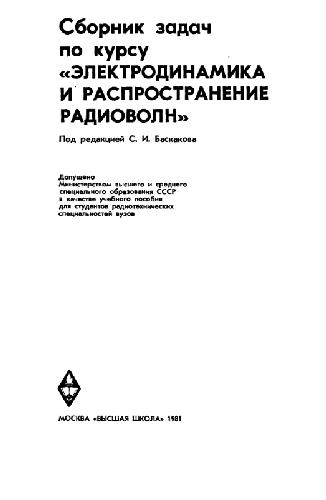 Сборник задач
по курсу
«ЭЛЕКТРОДИНАМИКА
И РАСПРОСТРАНЕНИЕ
РАДИОВОЛН»
Под редакцией С. И. Баскакова
Допущено
Министерством высшего и среднего
специального образования СССР
в качестве учебного пособия
для студентов радиотехнических
специальностей вузов
МОСКВА «ВЫСШАЯ ШКОЛА» 1981